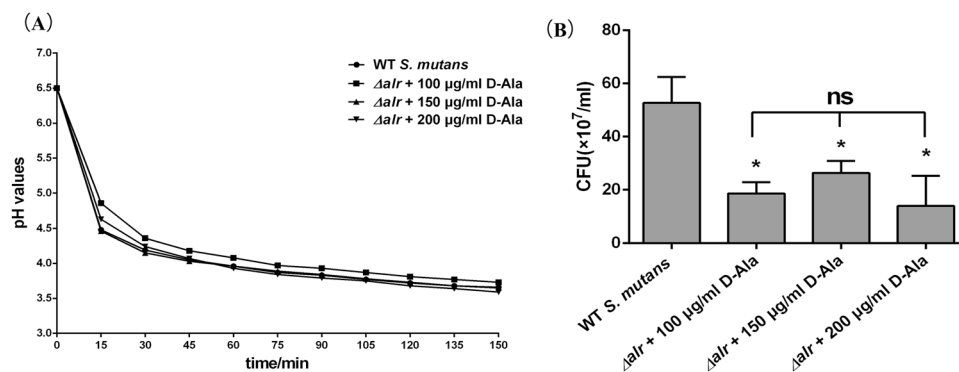 (A)
7.0
6.5
6.0
5.5
5.0
4.5
4.0
3.5
3.0
pH values
0 15 30 45 60 75 90 105 120 135 150
time/min
WT S. mutans
Δalr + 100 μg/ml D-Ala
Δalr + 150 μg/ml D-Ala
Δalr + 200 μg/ml D-Ala
(B)
80
60
40
20
0
CFU(×10⁷/ml)
ns
* * *
WT S. mutans
Δalr + 100 μg/ml D-Ala
Δalr + 150 μg/ml D-Ala
Δalr + 200 μg/ml D-Ala